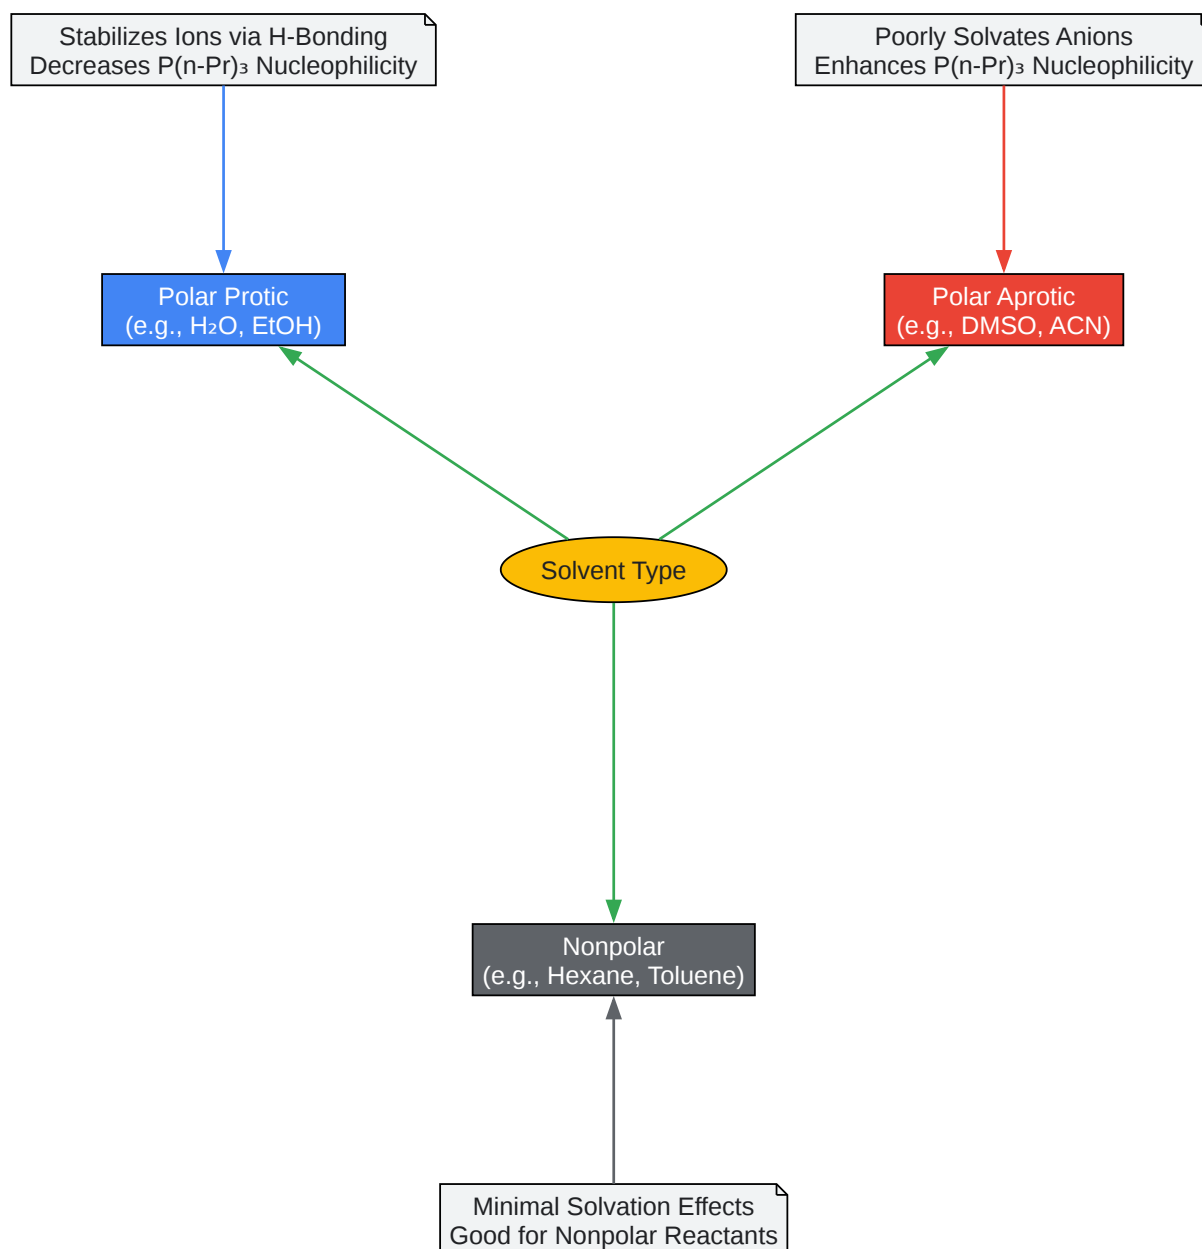 Stabilizes Ions via H-Bonding
Decreases P(n-Pr)₃ Nucleophilicity
Poorly Solvates Anions
Enhances P(n-Pr)₃ Nucleophilicity
Polar Protic
(e.g., H₂O, EtOH)
Polar Aprotic
(e.g., DMSO, ACN)
Solvent Type
Nonpolar
(e.g., Hexane, Toluene)
Minimal Solvation Effects
Good for Nonpolar Reactants